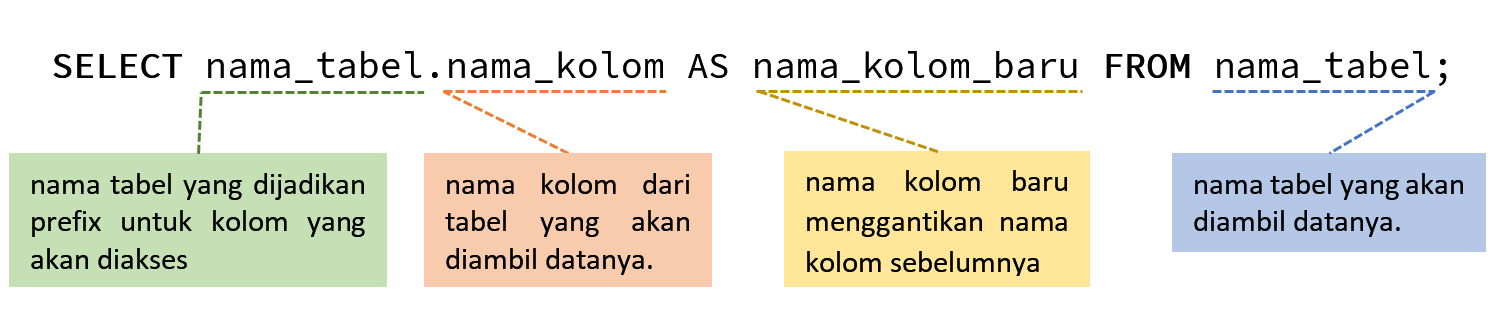 SELECT nama_tabel.nama_kolom AS nama_kolom_baru FROM nama_tabel;
nama tabel yang dijadikan
prefix untuk kolom yang
akan diakses
nama kolom dari
tabel yang akan
diambil datanya.
nama kolom baru
menggantikan nama
kolom sebelumnya
nama tabel yang akan
diambil datanya.